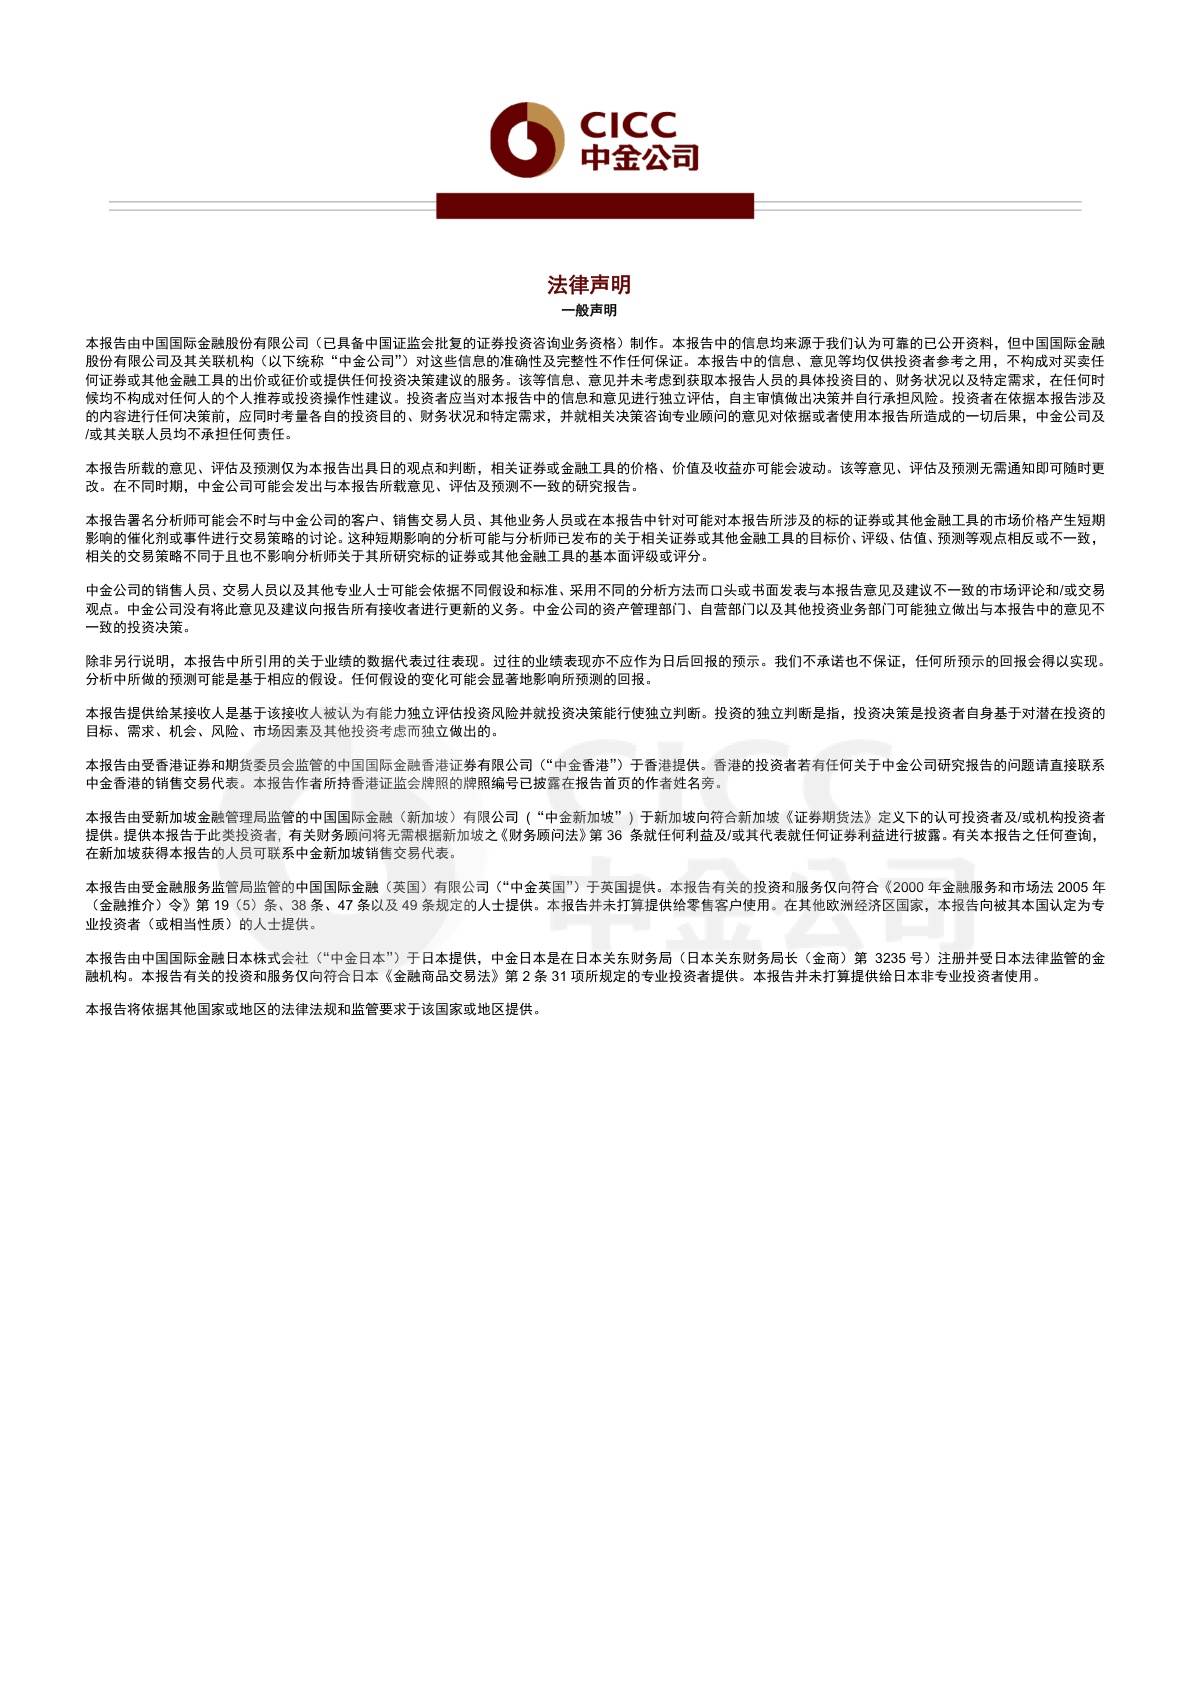 CICC
中金公司
法律声明
一般声明
本报告由中国国际金融股份有限公司（已具备中国证监会批复的证券投资咨询业务资格）制作。本报告中的信息均来源于我们认为可靠的已公开资料，但中国国际金融
股份有限公司及其关联机构（以下统称“中金公司”）对这些信息的准确性及完整性不作任何保证。本报告中的信息、意见等均仅供投资者参考之用，不构成对买卖任
何证券或其他金融工具的出价或征价或提供任何投资决策建议的服务。该等信息、意见并未考虑到获取本报告人员的具体投资目的、财务状况以及特定需求，在任何时
候均不构成对任何人的个人推荐或投资操作性建议。投资者应当对本报告中的信息和意见进行独立评估，自主审慎做出决策并自行承担风险。投资者在依据本报告涉及
的内容进行任何决策前，应同时考量各自的投资目的、财务状况和特定需求，并就相关决策咨询专业顾问的意见对依据或者使用本报告所造成的一切后果，中金公司及
/或其关联人员均不承担任何责任。
本报告所载的意见、评估及预测仅为本报告出具日的观点和判断，相关证券或金融工具的价格、价值及收益亦可能会波动。该等意见、评估及预测无需通知即可随时更
改。在不同时期，中金公司可能会发出与本报告所载意见、评估及预测不一致的研究报告。
本报告署名分析师可能会不时与中金公司的客户、销售交易人员、其他业务人员或在本报告中针对可能对本报告所涉及的标的证券或其他金融工具的市场价格产生短期
影响的催化剂或事件进行交易策略的讨论。这种短期影响的分析可能与分析师已发布的关于相关证券或其他金融工具的目标价、评级、估值、预测等观点相反或不一致，
相关的交易策略不同于且也不影响分析师关于其所研究标的证券或其他金融工具的基本面评级或评分。
中金公司的销售人员、交易人员以及其他专业人士可能会依据不同假设和标准、采用不同的分析方法而口头或书面发表与本报告意见及建议不一致的市场评论和/或交易
观点。中金公司没有将此意见及建议向报告所有接收者进行更新的义务。中金公司的资产管理部门、自营部门以及其他投资业务部门可能独立做出与本报告中的意见不
一致的投资决策。
除非另行说明，本报告中所引用的关于业绩的数据代表过往表现。过往的业绩表现亦不应作为日后回报的预示。我们不承诺也不保证，任何所预示的回报会得以实现。
分析中所做的预测可能是基于相应的假设。任何假设的变化可能会显著地影响所预测的回报。
本报告提供给某接收人是基于该接收人被认为有能力独立评估投资风险并就投资决策能行使独立判断。投资的独立判断是指，投资决策是投资者自身基于对潜在投资的
目标、需求、机会、风险、市场因素及其他投资考虑而独立做出的。
本报告由受香港证券和期货委员会监管的中国国际金融香港证券有限公司（“中金香港”）于香港提供。香港的投资者若有任何关于中金公司研究报告的问题请直接联系
中金香港的销售交易代表。本报告作者所持香港证监会牌照的牌照编号已披露在报告首页的作者姓名旁。
本报告由受新加坡金融管理局监管的中国国际金融（新加坡）有限公司 (“中金新加坡”) 于新加坡向符合新加坡《证券期货法》定义下的认可投资者及/或机构投资者
提供。提供本报告于此类投资者, 有关财务顾问将无需根据新加坡之《财务顾问法》第 36 条就任何利益及/或其代表就任何证券利益进行披露。有关本报告之任何查询，
在新加坡获得本报告的人员可联系中金新加坡销售交易代表。
本报告由受金融服务监管局监管的中国国际金融（英国）有限公司（“中金英国”）于英国提供。本报告有关的投资和服务仅向符合《2000 年金融服务和市场法 2005 年
（金融推介）令》第 19（5）条、38 条、47 条以及 49 条规定的人士提供。本报告并未打算提供给零售客户使用。在其他欧洲经济区国家，本报告向被其本国认定为专
业投资者（或相当性质）的人士提供。
本报告由中国国际金融日本株式会社（“中金日本”）于日本提供，中金日本是在日本关东财务局（日本关东财务局长（金商）第 3235 号）注册并受日本法律监管的金
融机构。本报告有关的投资和服务仅向符合日本《金融商品交易法》第 2 条 31 项所规定的专业投资者提供。本报告并未打算提供给日本非专业投资者使用。
本报告将依据其他国家或地区的法律法规和监管要求于该国家或地区提供。
CICC
中金公司